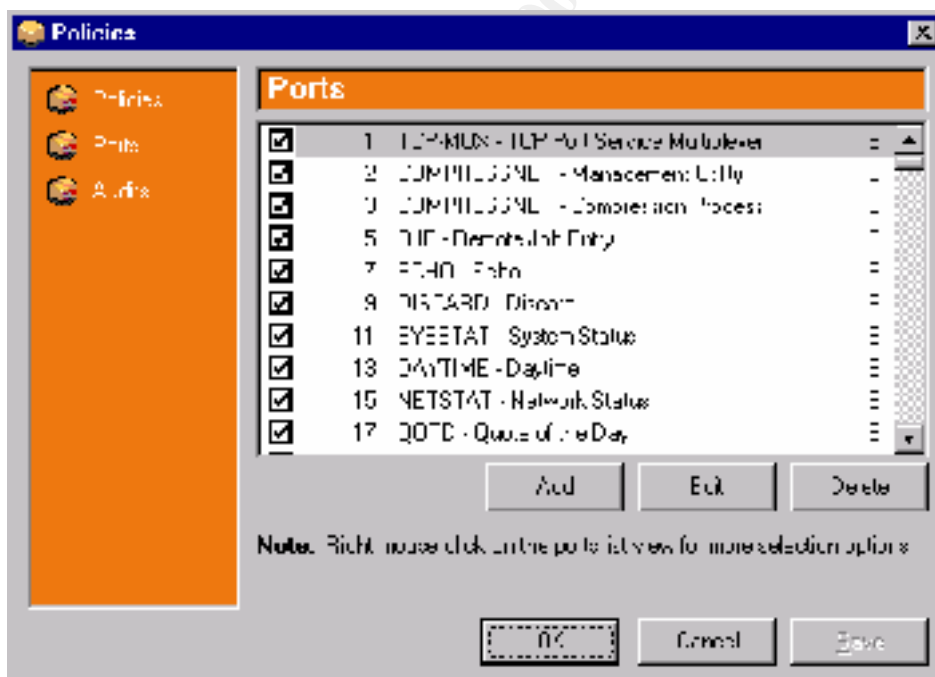 Policies
Policies
Ports
Audits
Ports
1 TCP-MUX - TCP Port Service Multiplexer
2 COMPRESSNET - Management Utility
3 COMPRESSNET - Compression Process
5 RJE - Remote Job Entry
7 ECHO - Echo
9 DISCARD - Discard
11 SYSSTAT - System Status
13 DAYTIME - Daytime
15 NETSTAT - Network Status
17 QOTD - Quote of the Day
Add Edit Delete
Note: Right mouse click on the ports list view for more selection options
OK Cancel Save